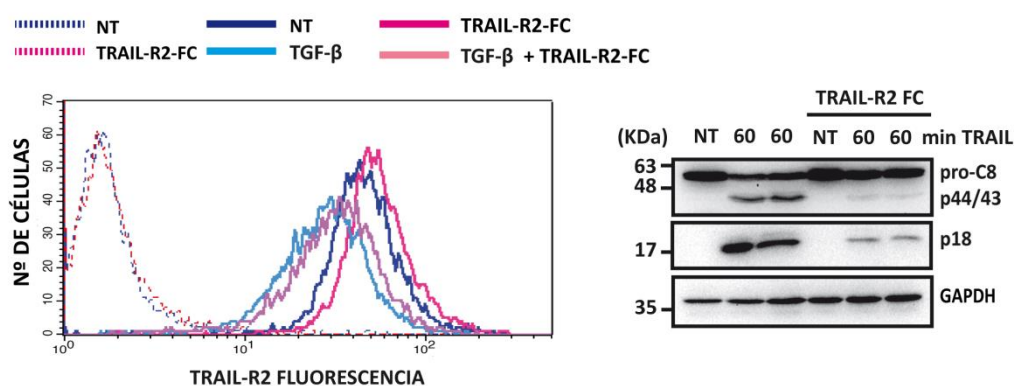 NT NT TRAIL-R2-FC
TRAIL-R2-FC TGF-β TGF-β + TRAIL-R2-FC
Nº DE CÉLULAS
70
60
50
40
30
20
10
0
10⁰ 10¹ 10²
TRAIL-R2 FLUORESCENCIA
TRAIL-R2 FC
(KDa) NT 60 60 NT 60 60 min TRAIL
63 pro-C8
48 p44/43
17 p18
35 GAPDH